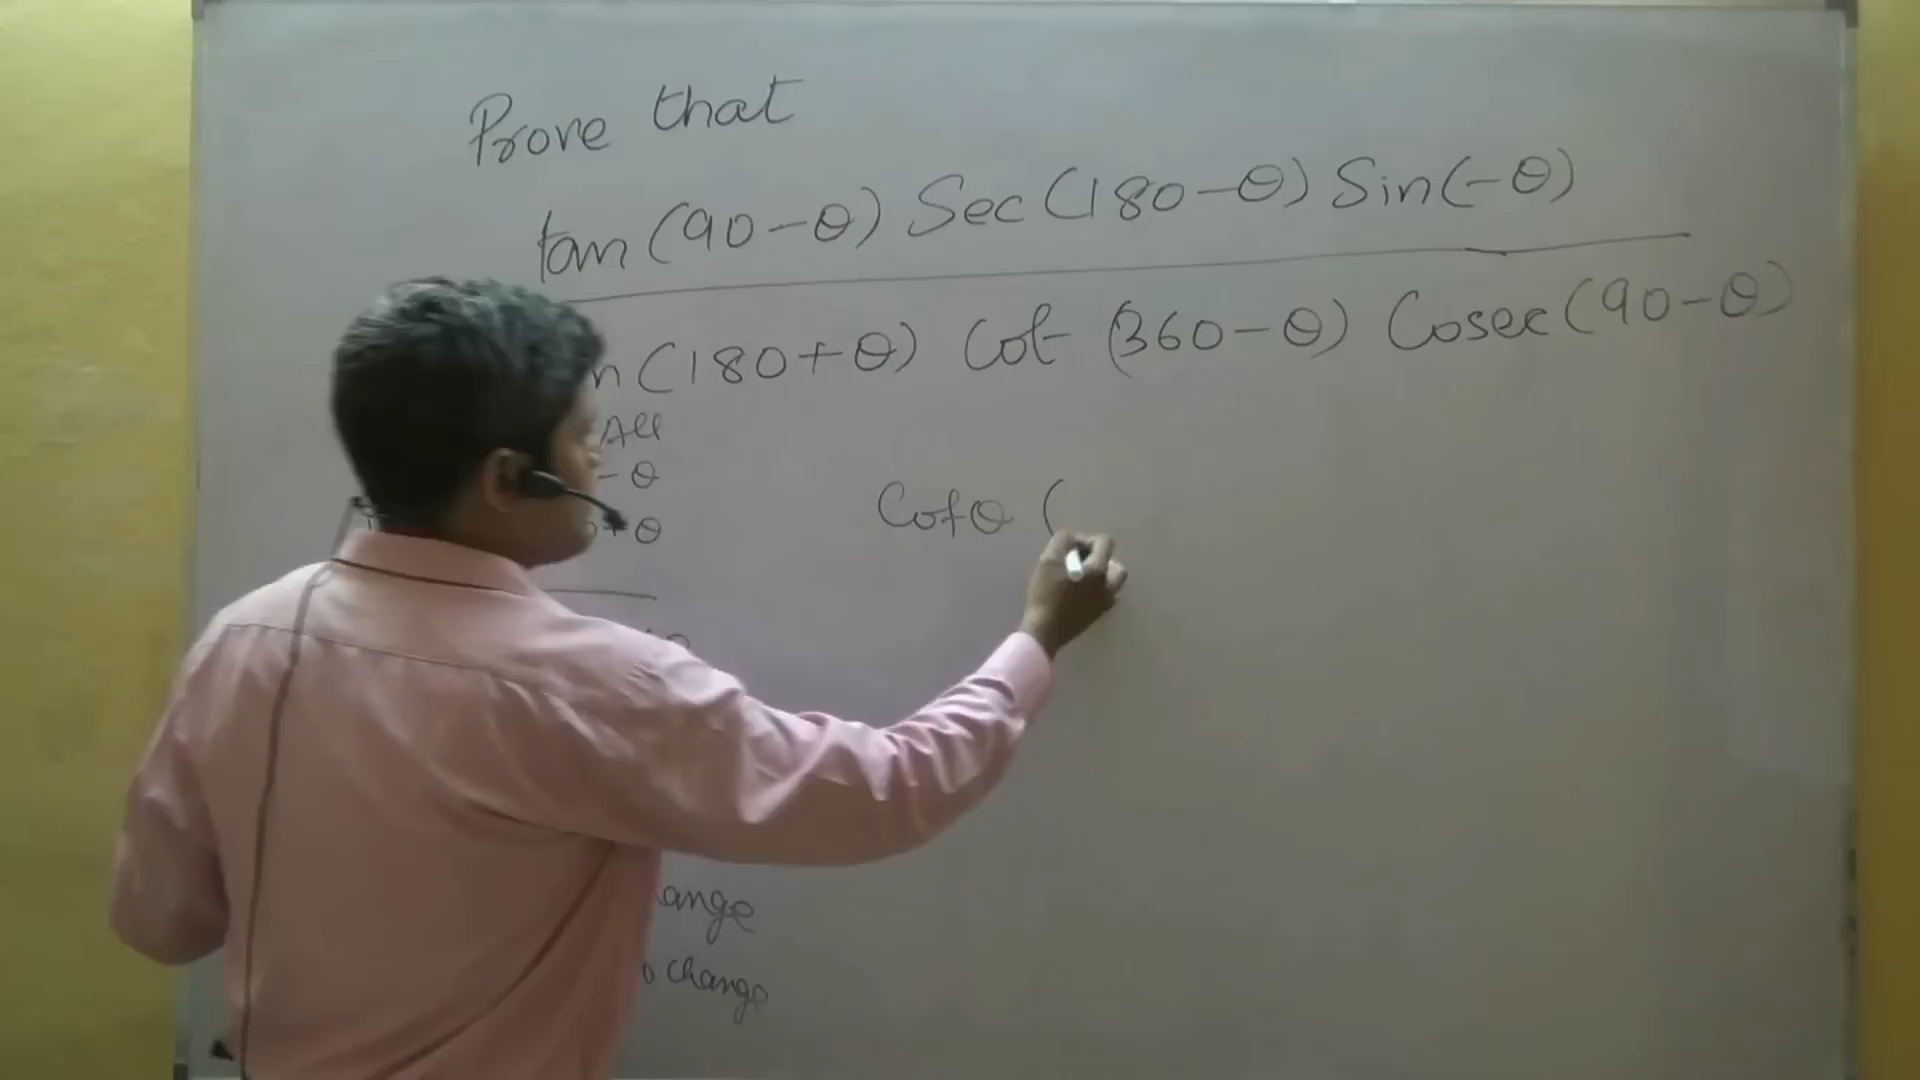 Prove that
tan (90-θ) Sec (180-θ) Sin (-θ)
n (180+θ) Cot (360-θ) Cosec (90-θ)
All
-θ
+θ
Cotθ (
ange
o change